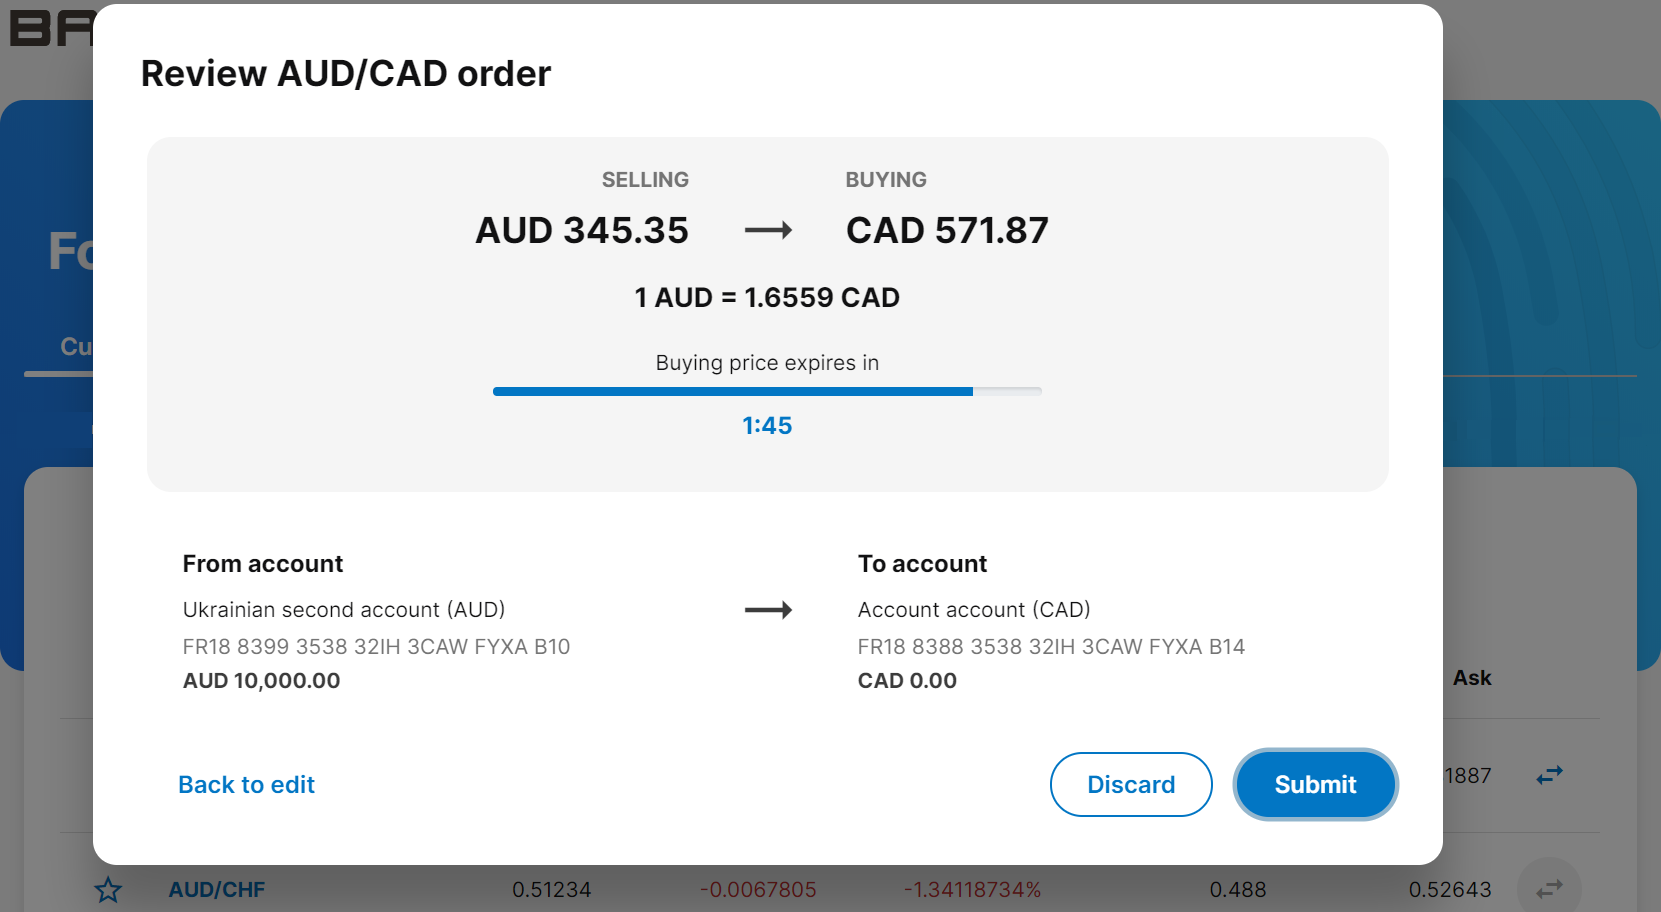 Review AUD/CAD order
SELLING
BUYING
AUD 345.35
CAD 571.87
1 AUD = 1.6559 CAD
Buying price expires in
1:45
From account
To account
Ukrainian second account (AUD)
Account account (CAD)
FR18 8399 3538 32IH 3CAW FYXA B10
FR18 8388 3538 32IH 3CAW FYXA B14
AUD 10,000.00
CAD 0.00
Ask
Back to edit
Discard
Submit
1887
AUD/CHF
0.51234
-0.0067805
-1.34118734%
0.488
0.52643